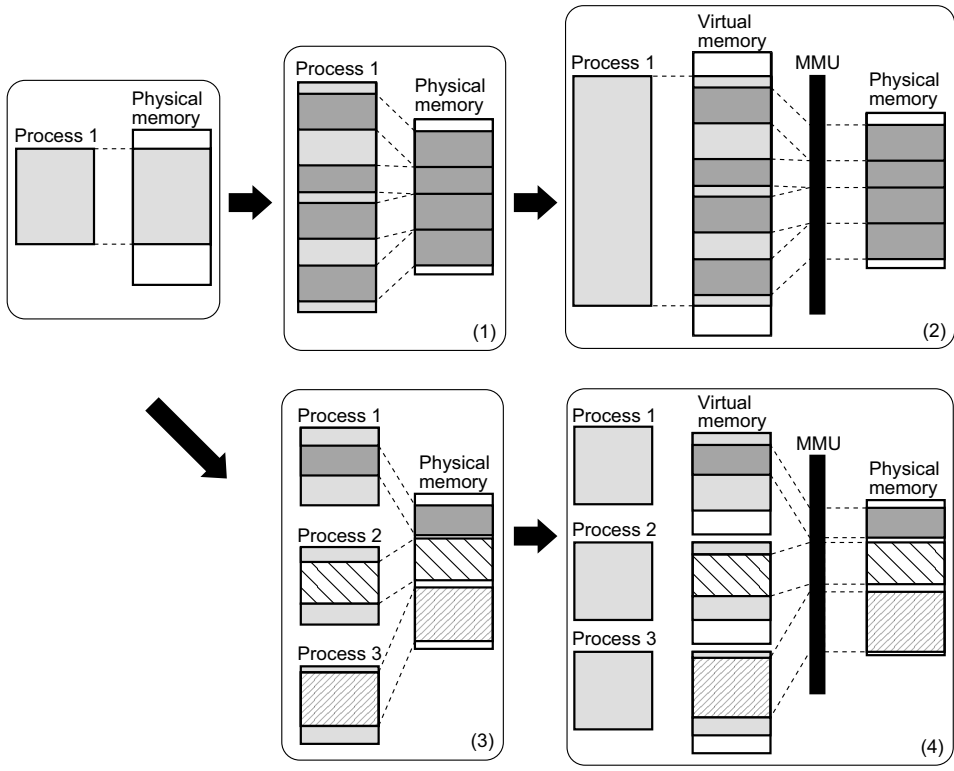 Process 1
Physical
memory
Process 1
Physical
memory
(1)
Virtual
memory
Process 1
MMU
Physical
memory
(2)
Process 1
Physical
memory
Process 2
Process 3
(3)
Process 1
Virtual
memory
MMU
Physical
memory
Process 2
Process 3
(4)